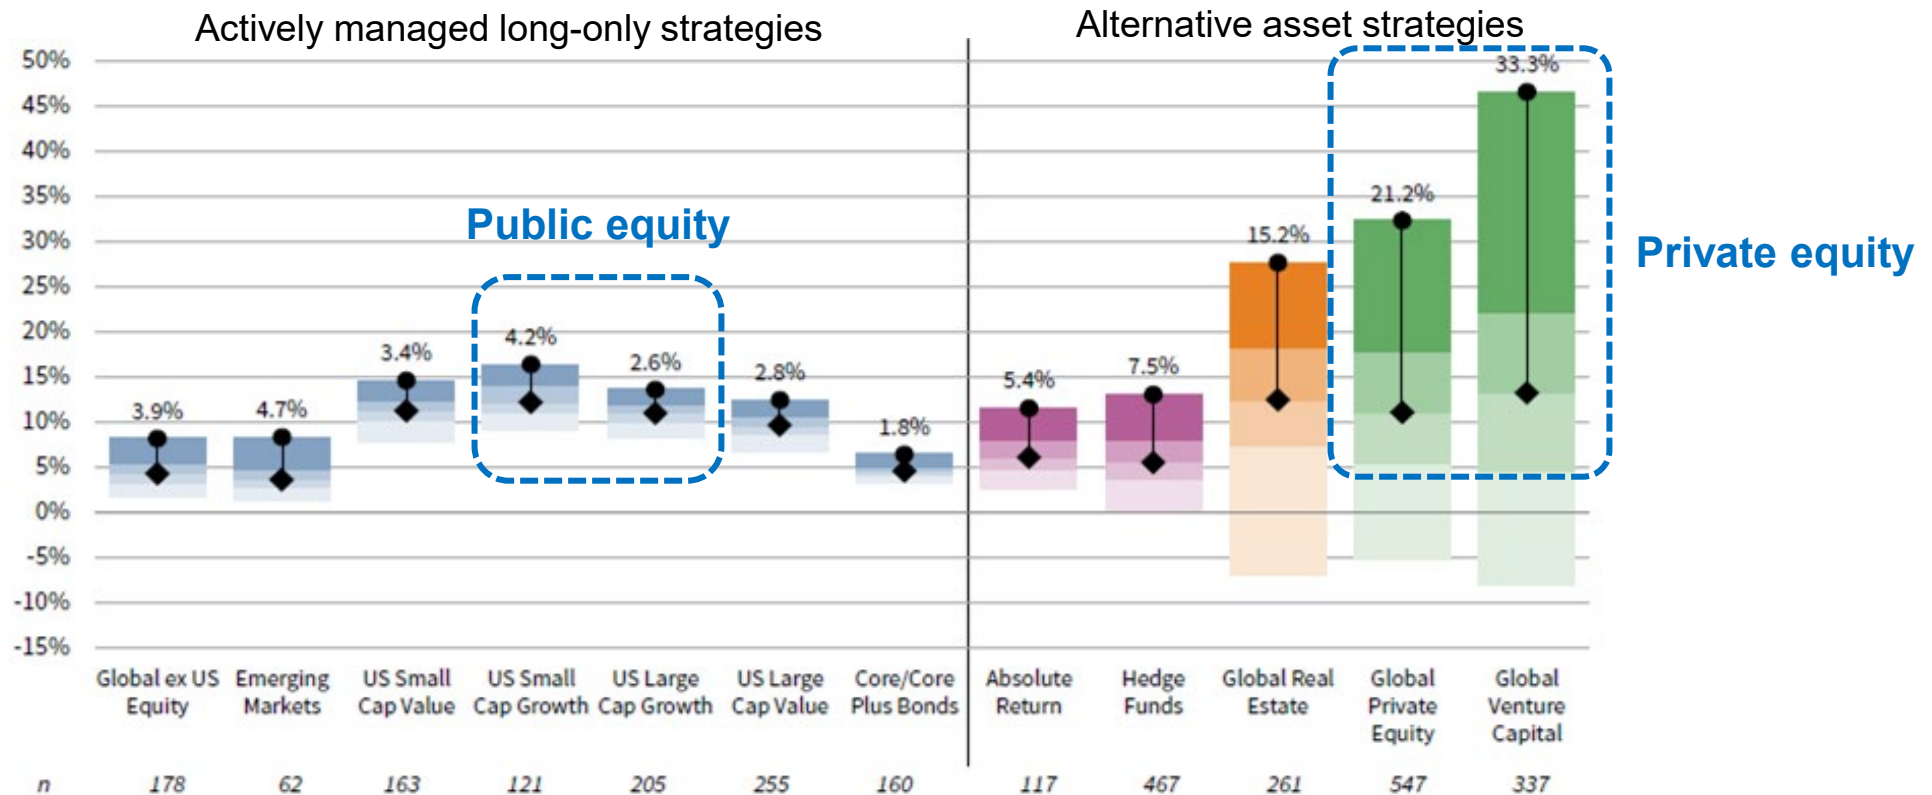 Actively managed long-only strategies
Alternative asset strategies
50%
45%
40%
35%
30%
25%
20%
15%
10%
5%
0%
-5%
-10%
-15%
Public equity
Private equity
3.9%
4.7%
3.4%
4.2%
2.6%
2.8%
1.8%
5.4%
7.5%
15.2%
21.2%
33.3%
Global ex US
Equity
Emerging
Markets
US Small
Cap Value
US Small
Cap Growth
US Large
Cap Growth
US Large
Cap Value
Core/Core
Plus Bonds
Absolute
Return
Hedge
Funds
Global Real
Estate
Global
Private
Equity
Global
Venture
Capital
n 178 62 163 121 205 255 160 117 467 261 547 337